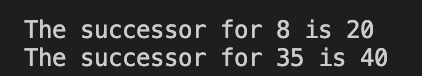 The successor for 8 is 20
The successor for 35 is 40